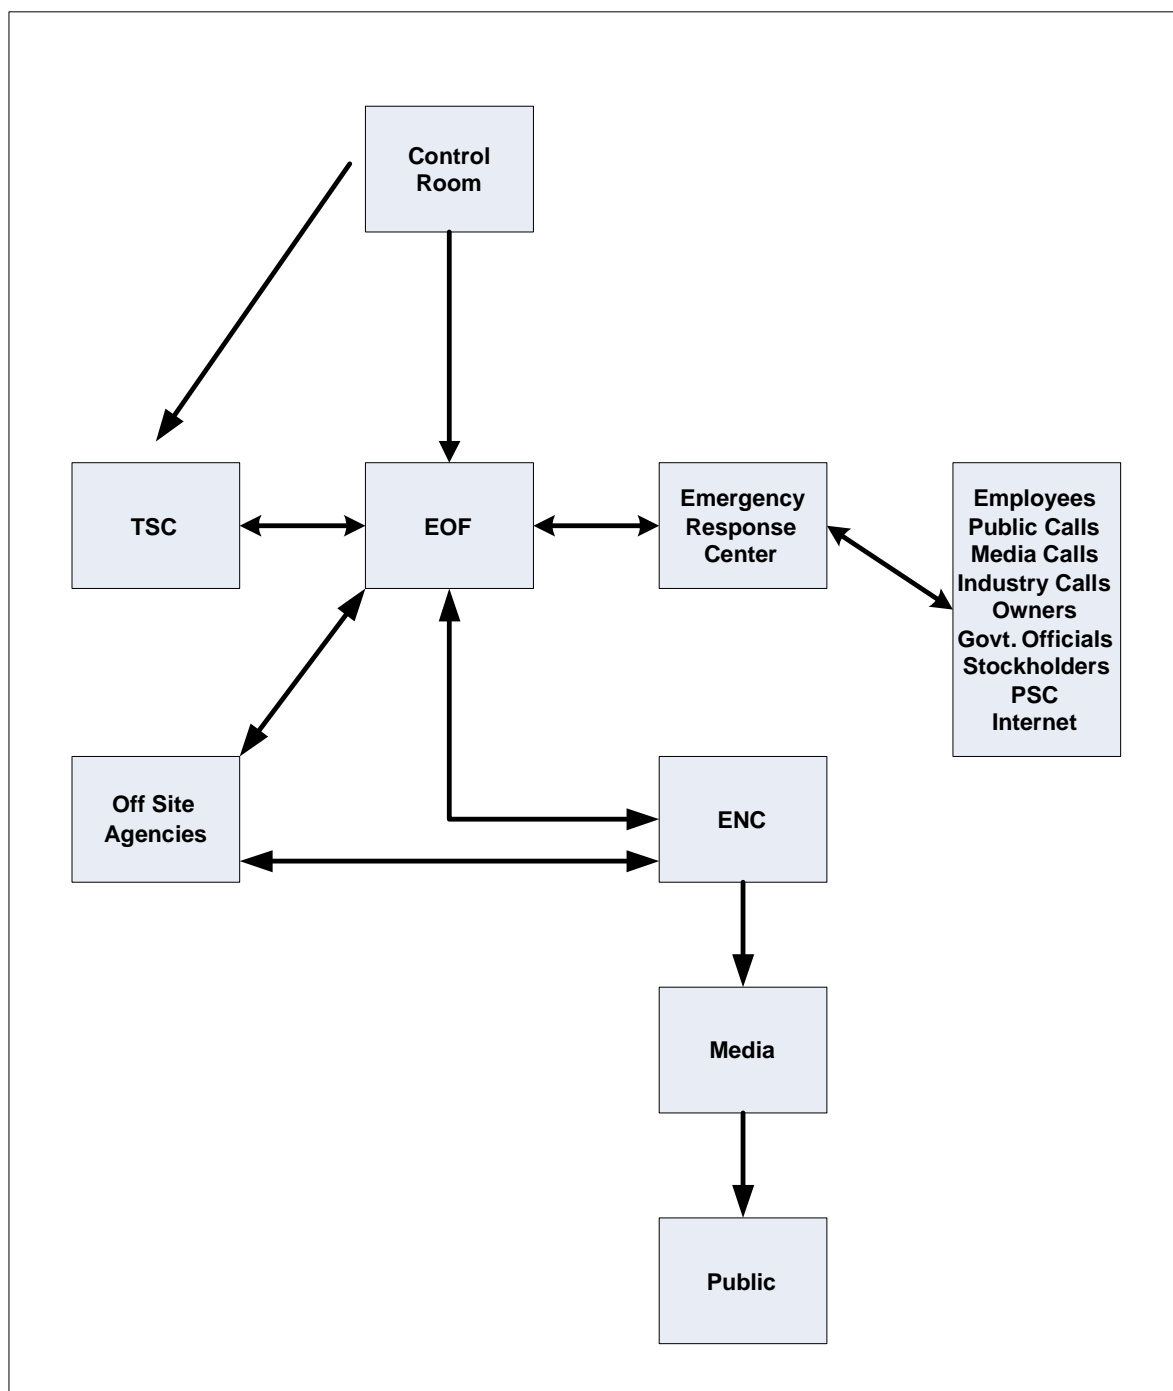 Control
Room
TSC
EOF
Emergency
Response
Center
Employees
Public Calls
Media Calls
Industry Calls
Owners
Govt. Officials
Stockholders
PSC
Internet
Off Site
Agencies
ENC
Media
Public